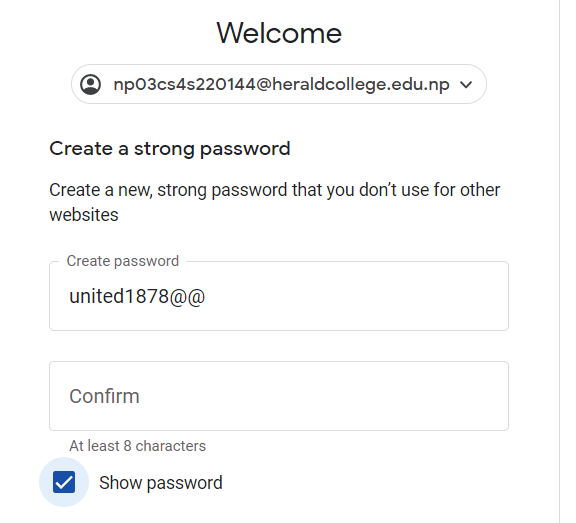 Welcome
np03cs4s220144@heraldcollege.edu.np
Create a strong password
Create a new, strong password that you don’t use for other
websites
Create password
united1878@@
Confirm
At least 8 characters
Show password